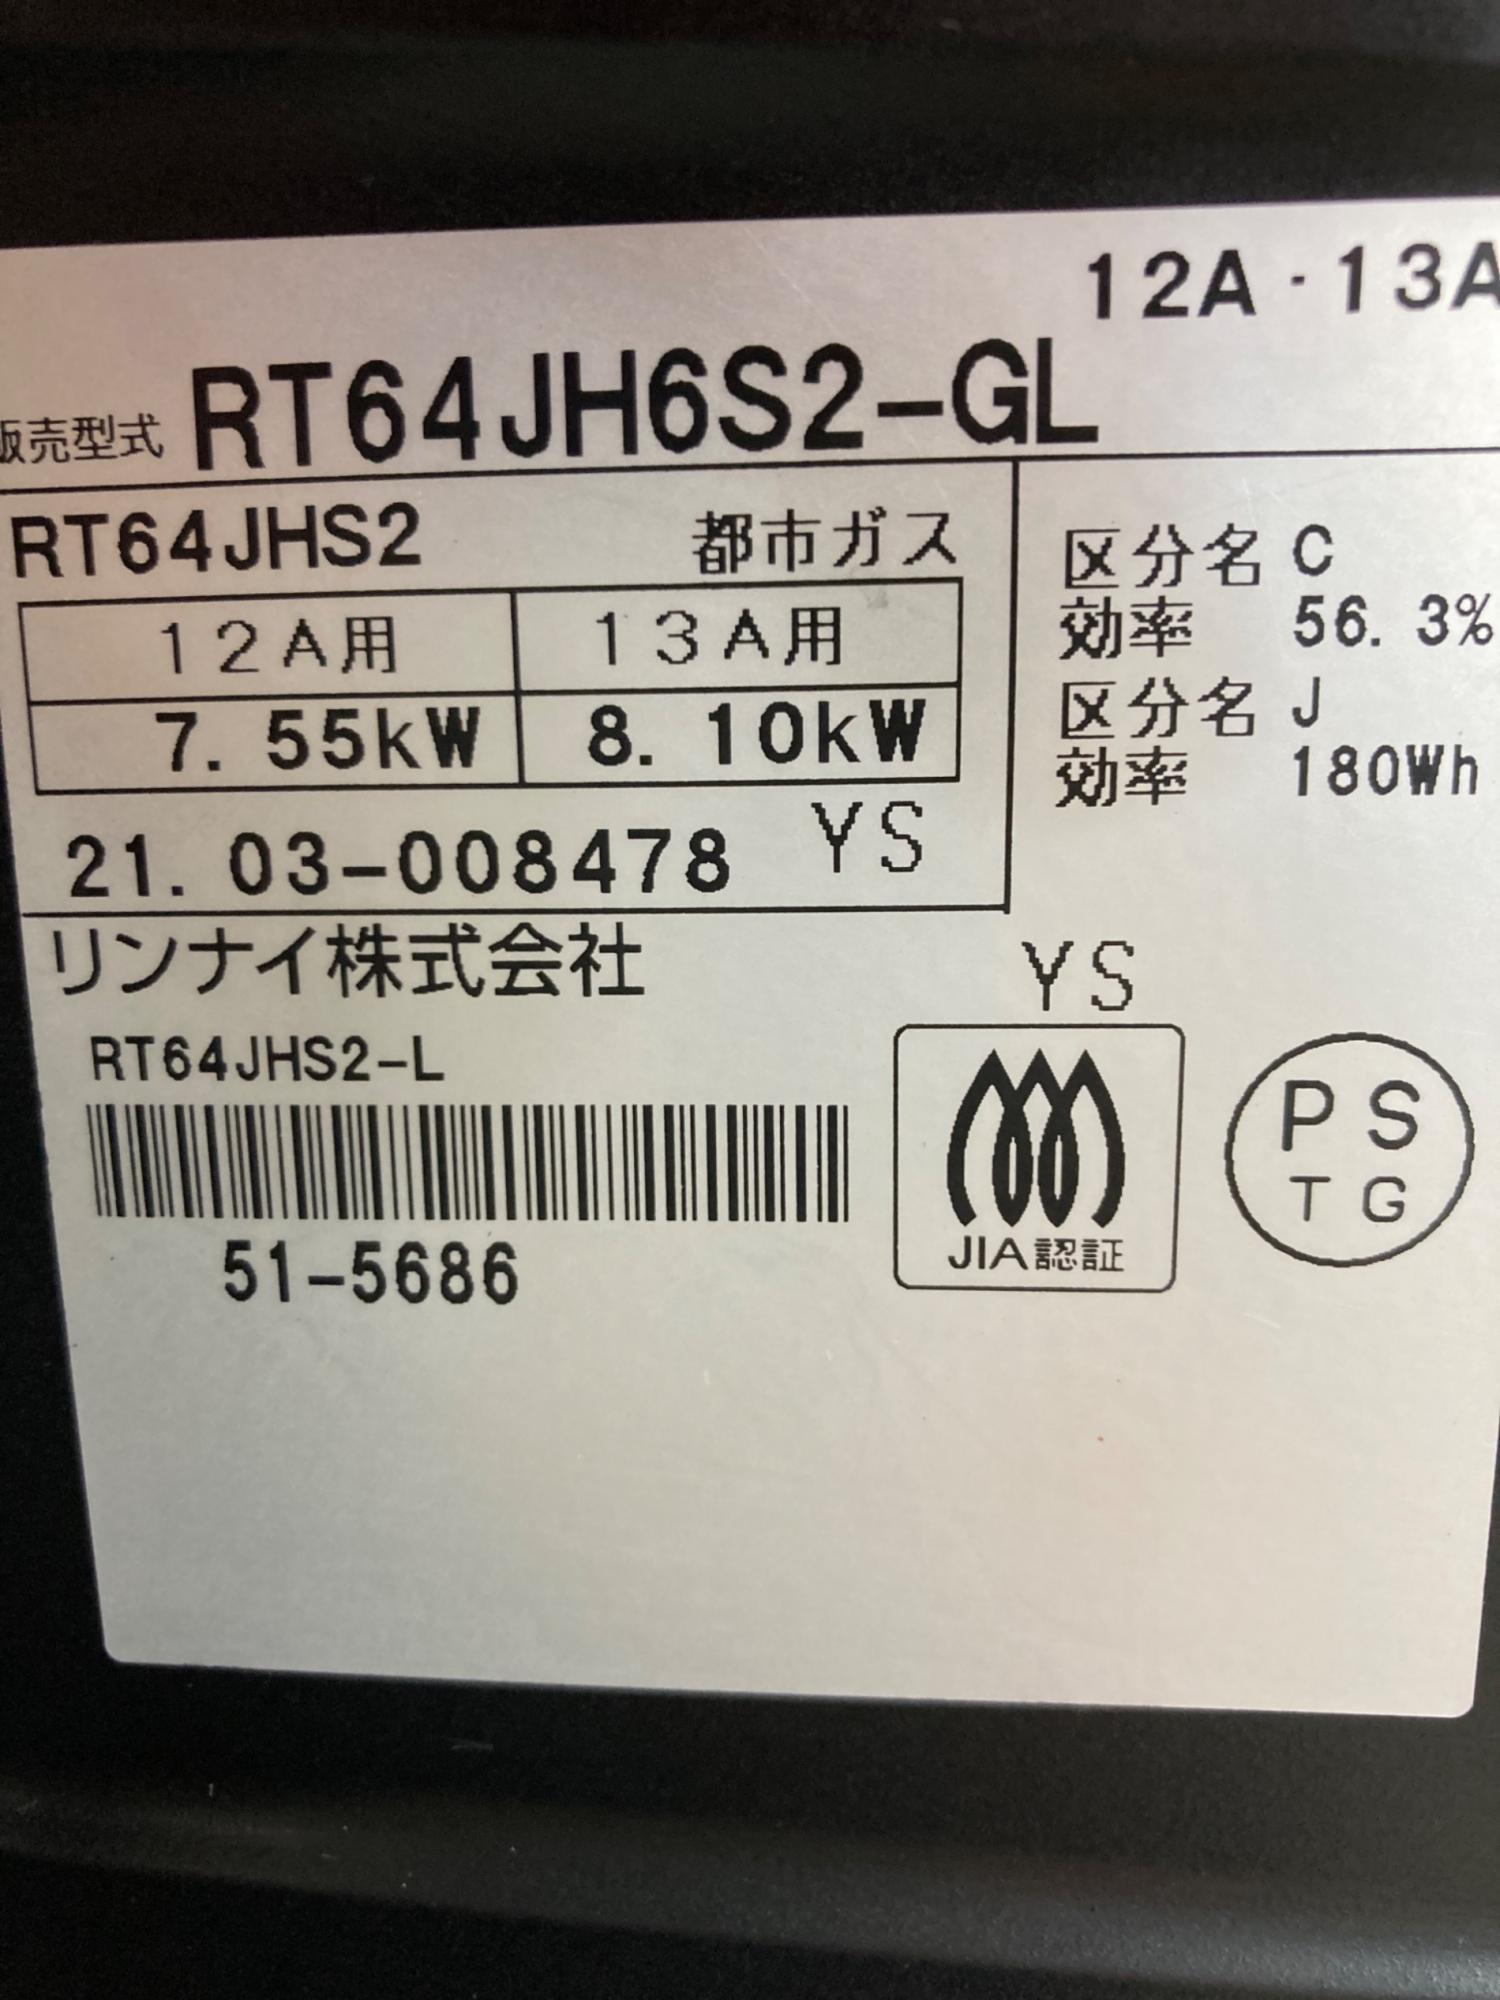 12A・13A
販売型式 RT64JH6S2-GL
RT64JHS2 都市ガス
12A用 13A用
7.55kW 8.10kW
21.03-008478 YS
区分名 C
効率 56.3%
区分名 J
効率 180Wh
リンナイ株式会社
RT64JHS2-L
51-5686
YS
JIA認証
PS
TG